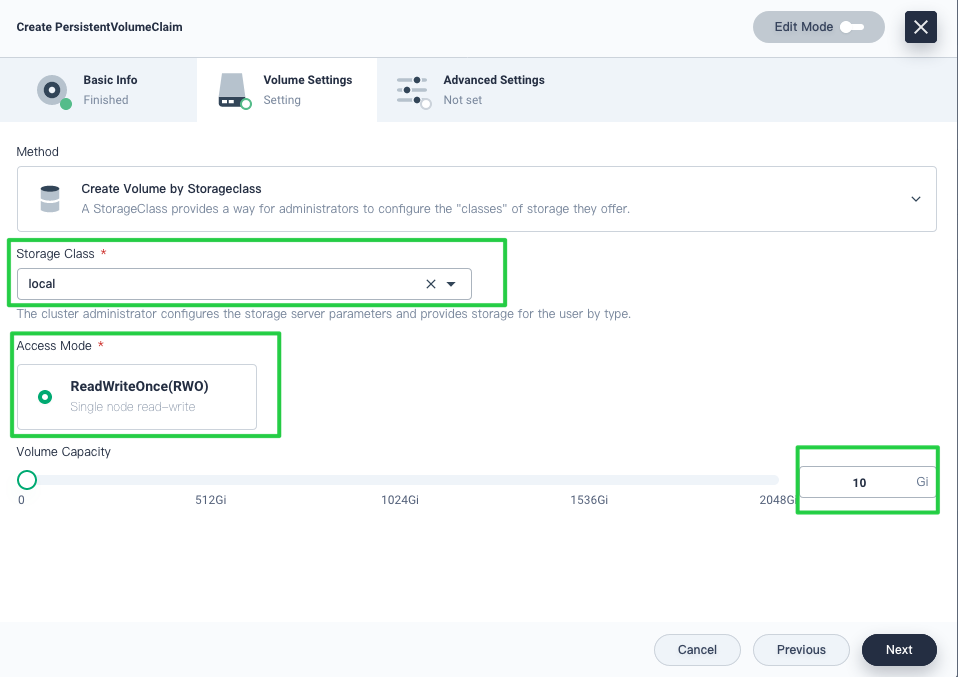 Create PersistentVolumeClaim
Edit Mode
Basic Info
Finished
Volume Settings
Setting
Advanced Settings
Not set
Method
Create Volume by Storageclass
A StorageClass provides a way for administrators to configure the "classes" of storage they offer.
Storage Class *
local
The cluster administrator configures the storage server parameters and provides storage for the user by type.
Access Mode *
ReadWriteOnce(RWO)
Single node read-write
Volume Capacity
10 Gi
0 512Gi 1024Gi 1536Gi 2048Gi
Cancel Previous Next